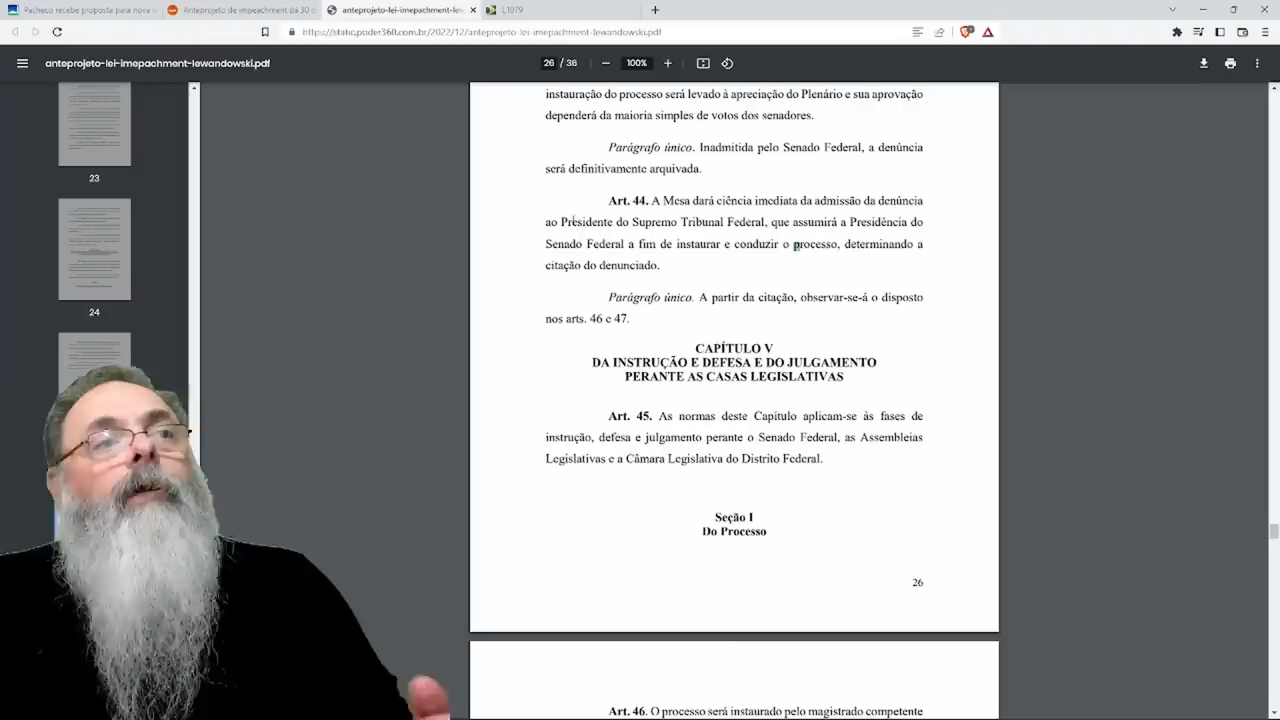 Pacheco recebe proposta para nova l
Anteprojeto de impeachment dá 30 d
anteprojeto-lei-imepachment-lew
L1079
https://static.poder360.com.br/2022/12/anteprojeto-lei-imepachment-lewandowski.pdf
anteprojeto-lei-imepachment-lewandowski.pdf
26 / 36
100%
instauração do processo será levado à apreciação do Plenário e sua aprovação
dependerá da maioria simples de votos dos senadores.
Parágrafo único. Inadmitida pelo Senado Federal, a denúncia
será definitivamente arquivada.
23
Art. 44. A Mesa dará ciência imediata da admissão da denúncia
ao Presidente do Supremo Tribunal Federal, que assumirá a Presidência do
Senado Federal a fim de instaurar e conduzir o processo, determinando a
citação do denunciado.
Parágrafo único. A partir da citação, observar-se-á o disposto
nos arts. 46 e 47.
24
CAPÍTULO V
DA INSTRUÇÃO E DEFESA E DO JULGAMENTO
PERANTE AS CASAS LEGISLATIVAS
Art. 45. As normas deste Capítulo aplicam-se às fases de
instrução, defesa e julgamento perante o Senado Federal, as Assembleias
Legislativas e a Câmara Legislativa do Distrito Federal.
Seção I
Do Processo
26
Art. 46. O processo será instaurado pelo magistrado competente